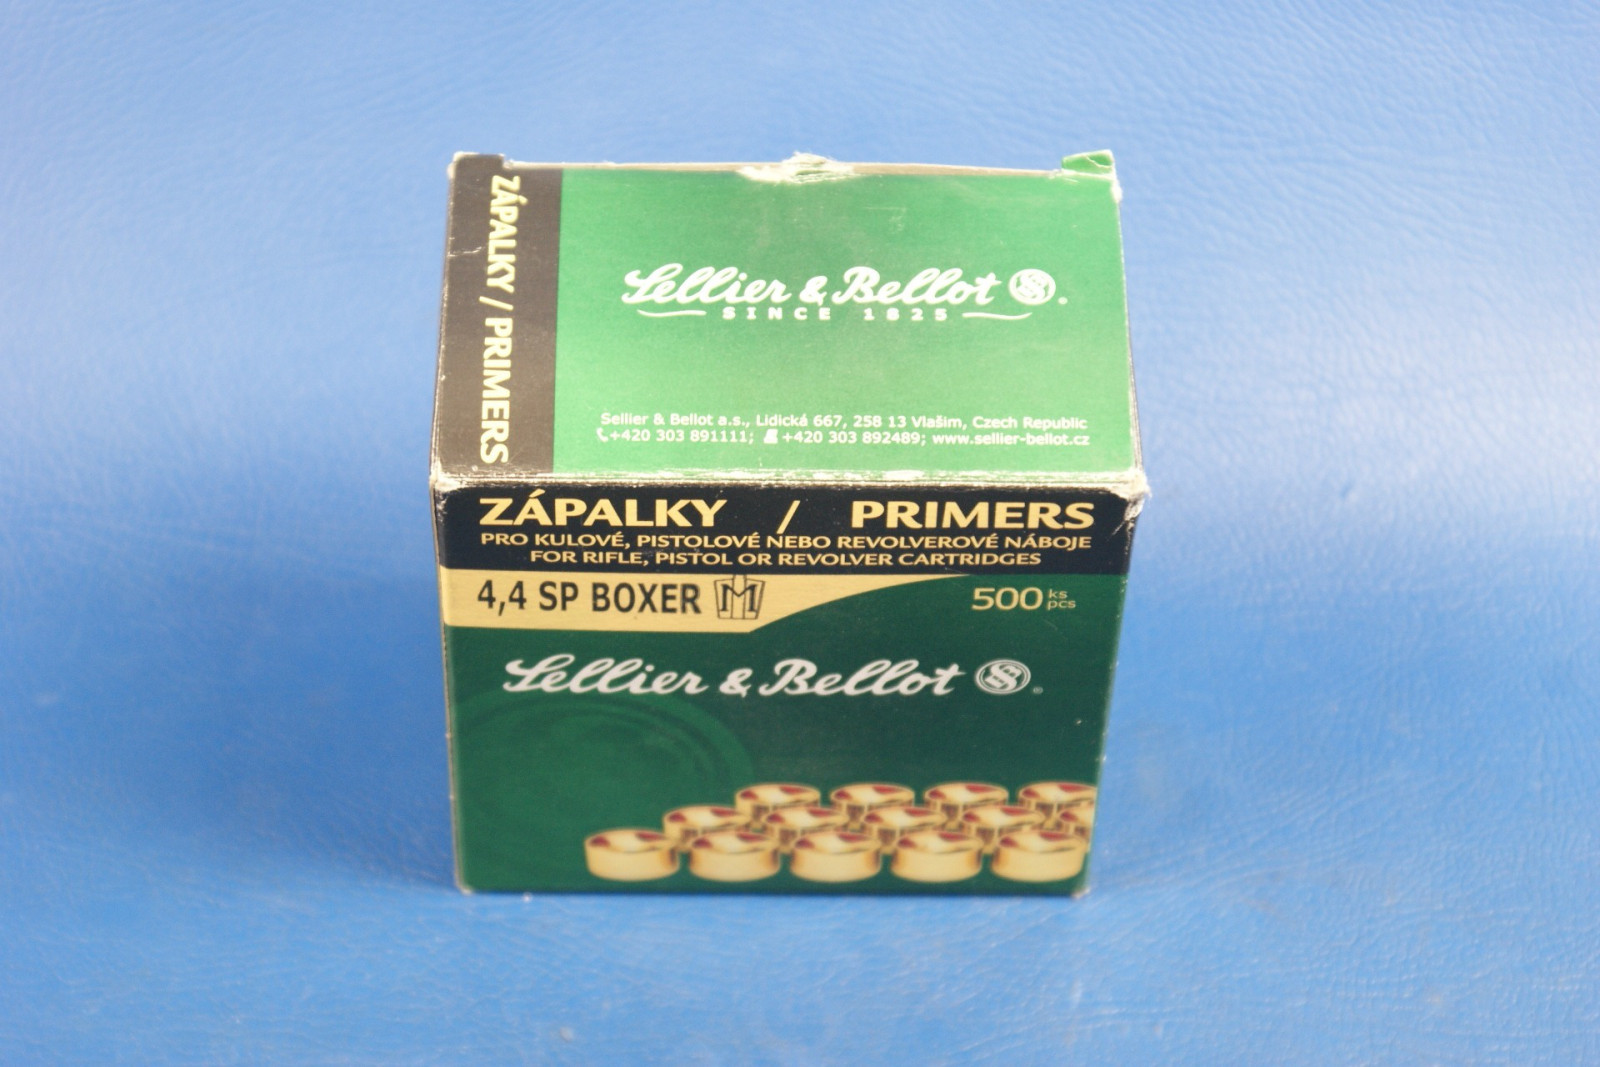 ZÁPALKY / PRIMERS
Sellier & Bellot
SINCE 1825
Sellier & Bellot a.s., Lidická 667, 258 13 Vlašim, Czech Republic
+420 303 891111; +420 303 892489; www.sellier-bellot.cz
ZÁPALKY / PRIMERS
PRO KULOVÉ, PISTOLOVÉ NEBO REVOLVEROVÉ NÁBOJE
FOR RIFLE, PISTOL OR REVOLVER CARTRIDGES
4,4 SP BOXER M
500 ks
pcs
Sellier & Bellot